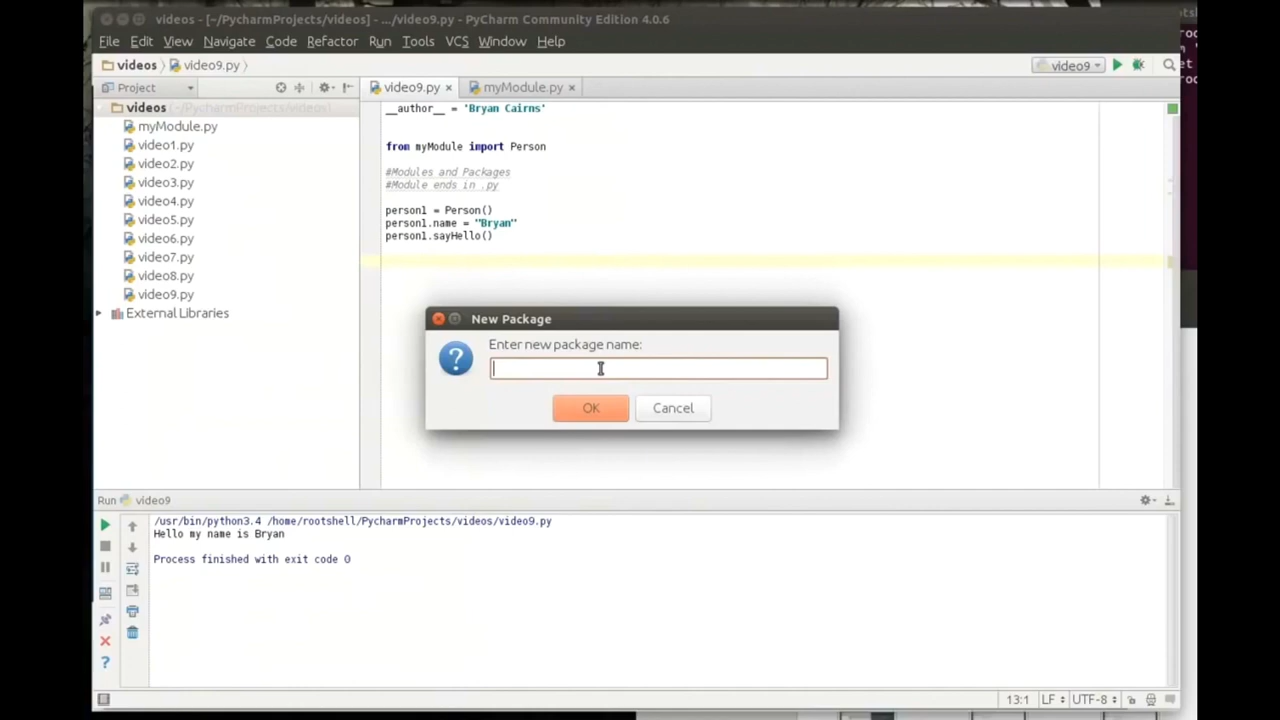 videos - [~/PycharmProjects/videos] - .../video9.py - PyCharm Community Edition 4.0.6
File Edit View Navigate Code Refactor Run Tools VCS Window Help
videos video9.py
video9
Project
video9.py
myModule.py
videos (~/PycharmProjects/videos)
myModule.py
video1.py
video2.py
video3.py
video4.py
video5.py
video6.py
video7.py
video8.py
video9.py
External Libraries
__author__ = 'Bryan Cairns'
from myModule import Person
#Modules and Packages
#Module ends in .py
person1 = Person()
person1.name = "Bryan"
person1.sayHello()
New Package
Enter new package name:
OK Cancel
Run video9
/usr/bin/python3.4 /home/rootshell/PycharmProjects/videos/video9.py
Hello my name is Bryan
Process finished with exit code 0
13:1 LF UTF-8